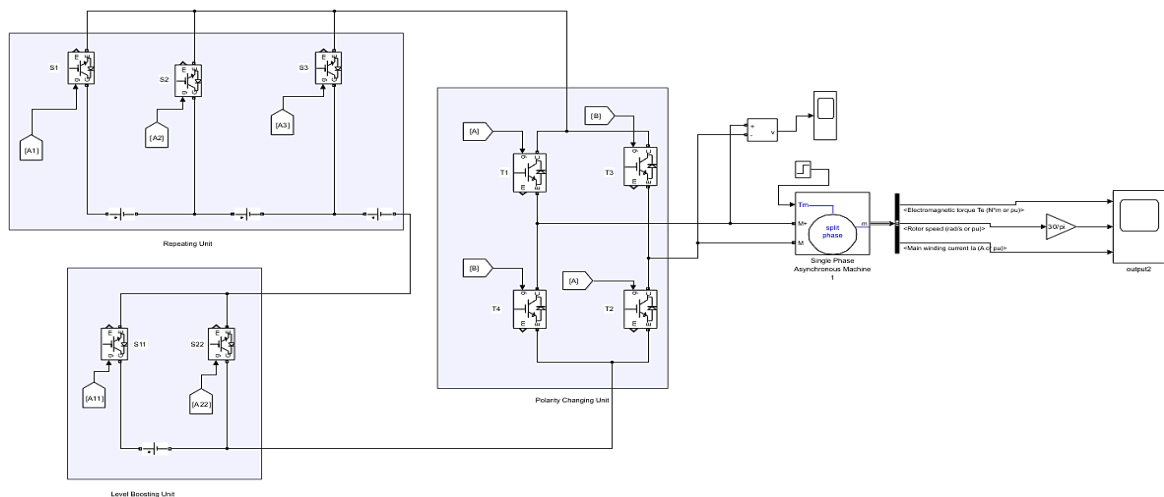 S1
S2
S3
[A1]
[A2]
[A3]
Repeating Unit
S11
S22
[A11]
[A22]
Level Boosting Unit
[A]
[B]
T1
T3
[B]
[A]
T4
T2
Polarity Changing Unit
+
-
v
Tm
M+
M
m
split
phase
Single Phase
Asynchronous Machine
1
<Electromagnetic torque Te (N*m or pu)>
<Rotor speed (rad/s or pu)>
<Main winding current Ia (A or pu)>
30/pi
output2